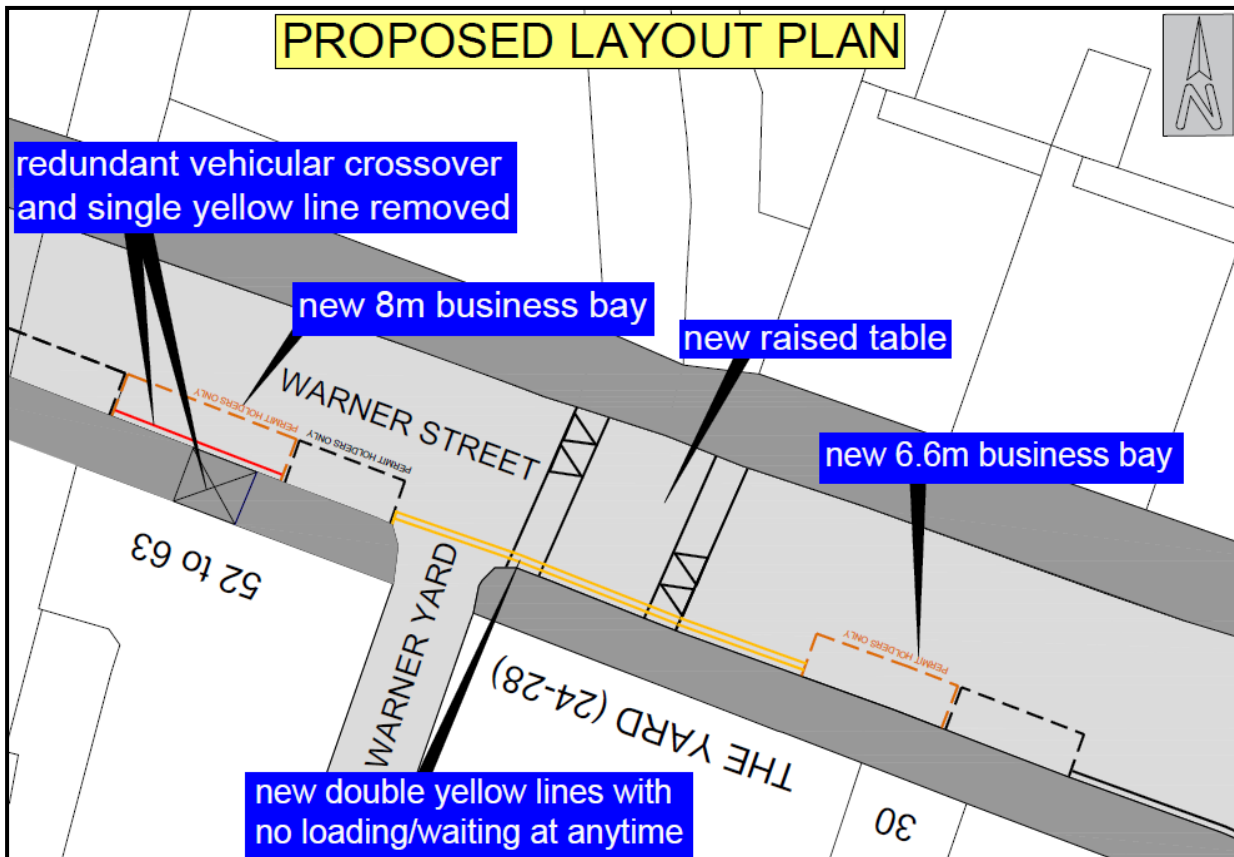 PROPOSED LAYOUT PLAN
N
redundant vehicular crossover
and single yellow line removed
new 8m business bay
new raised table
WARNER STREET
PERMIT HOLDERS ONLY
PERMIT HOLDERS ONLY
new 6.6m business bay
52 to 63
WARNER YARD
PERMIT HOLDERS ONLY
THE YARD (24-28)
30
new double yellow lines with
no loading/waiting at anytime